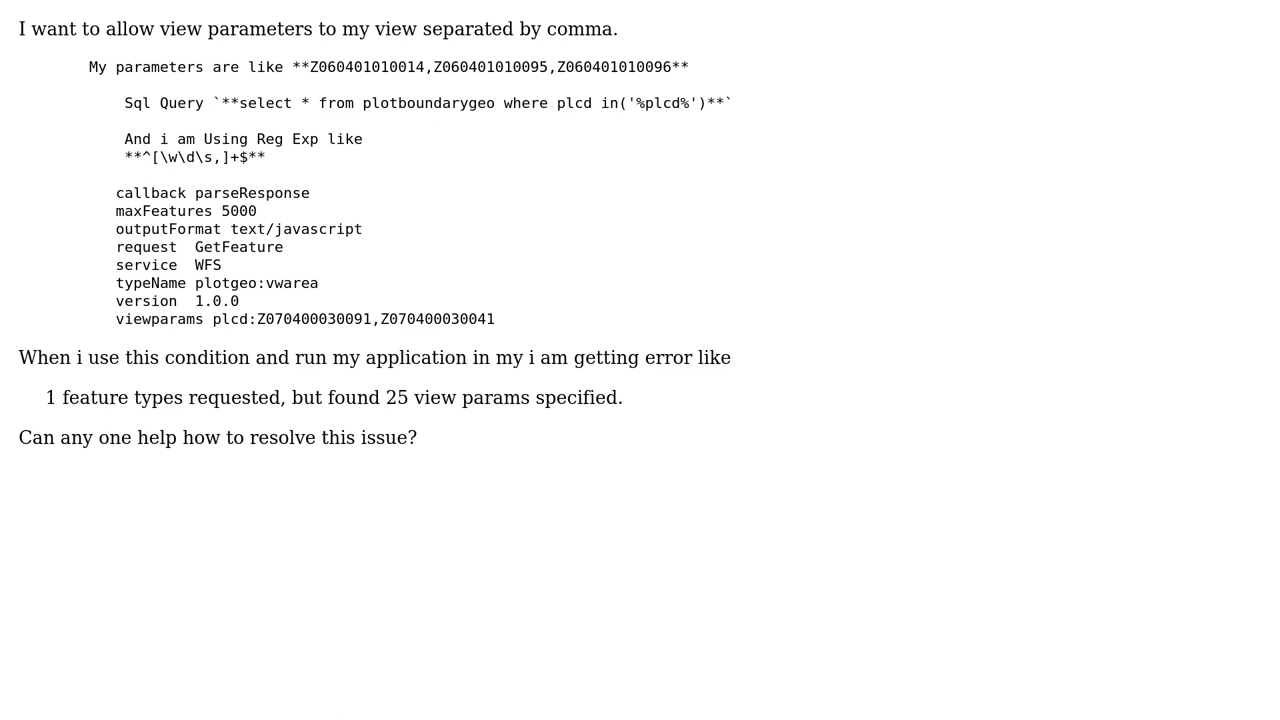 I want to allow view parameters to my view separated by comma.
My parameters are like **Z060401010014,Z060401010095,Z060401010096**
Sql Query `**select * from plotboundarygeo where plcd in('%plcd%')**`
And i am Using Reg Exp like
**^[\w\d\s,]+$**
callback parseResponse
maxFeatures 5000
outputFormat text/javascript
request  GetFeature
service  WFS
typeName plotgeo:vwarea
version  1.0.0
viewparams plcd:Z070400030091,Z070400030041
When i use this condition and run my application in my i am getting error like
1 feature types requested, but found 25 view params specified.
Can any one help how to resolve this issue?